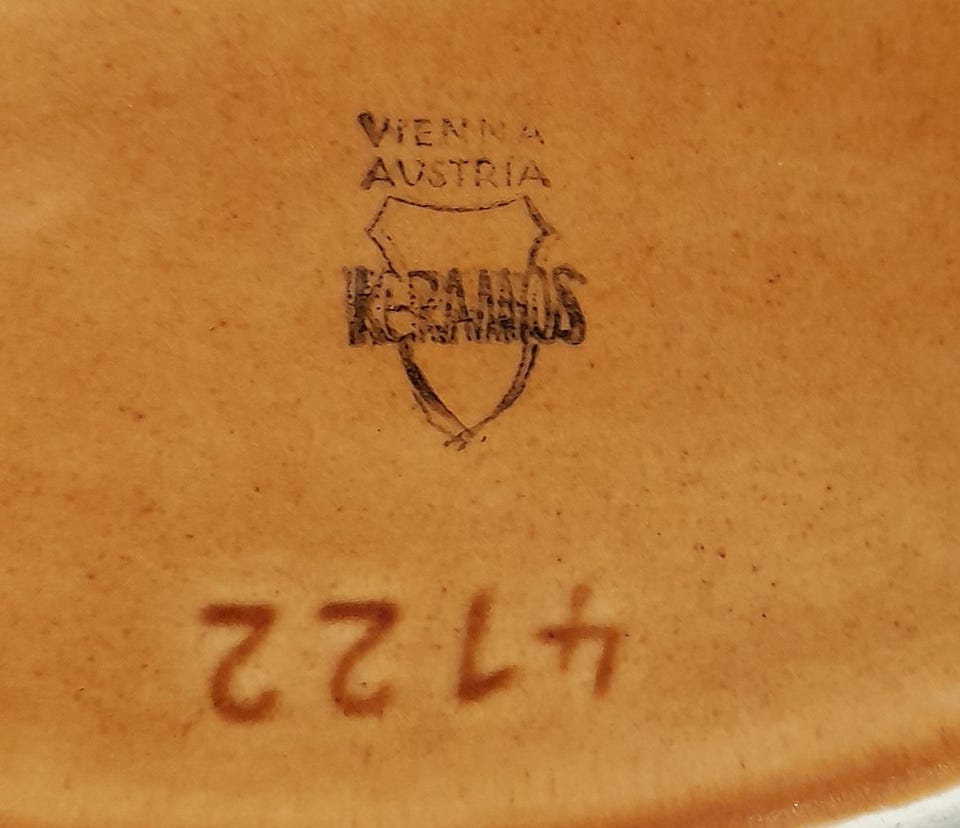 VIENNA
AUSTRIA
KERAMOS
4122